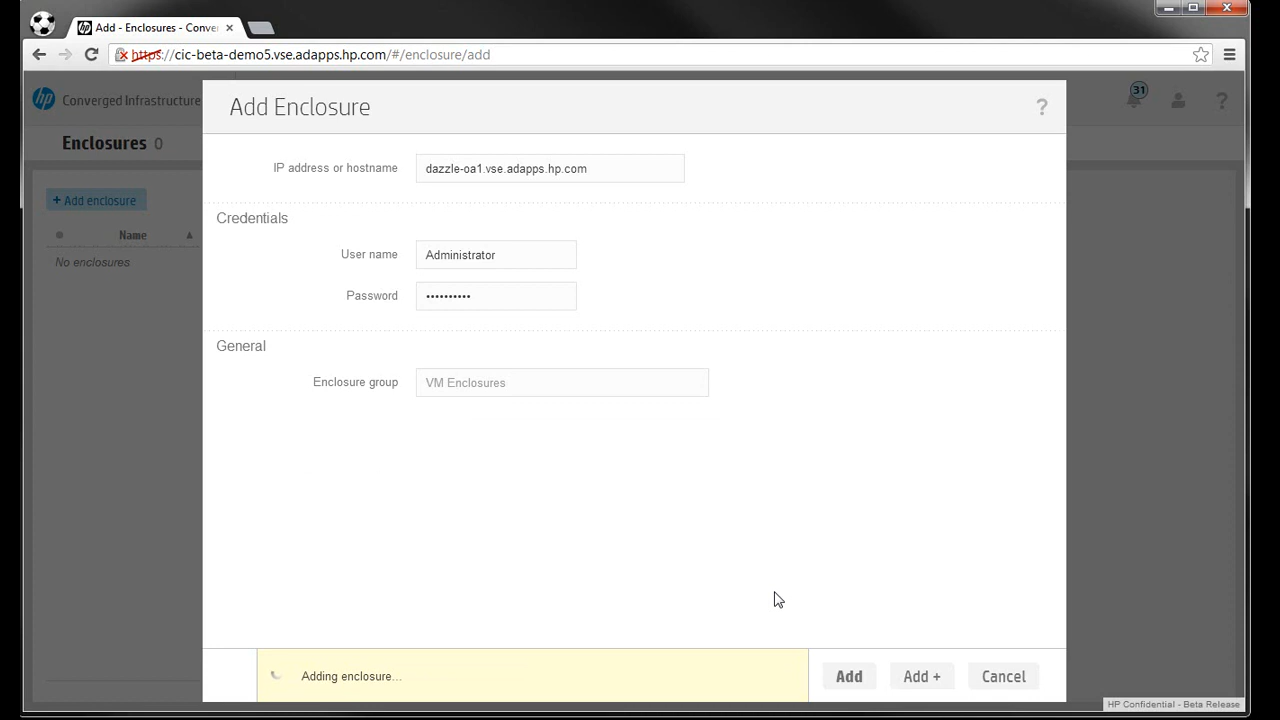 Add - Enclosures - Conve
https://cic-beta-demo5.vse.adapps.hp.com/#/enclosure/add
hp
Converged Infrastructure
31
?
Enclosures 0
+ Add enclosure
Name
No enclosures
Add Enclosure
?
IP address or hostname
dazzle-oa1.vse.adapps.hp.com
Credentials
User name
Administrator
Password
••••••••••
General
Enclosure group
VM Enclosures
Adding enclosure...
Add
Add +
Cancel
HP Confidential - Beta Release